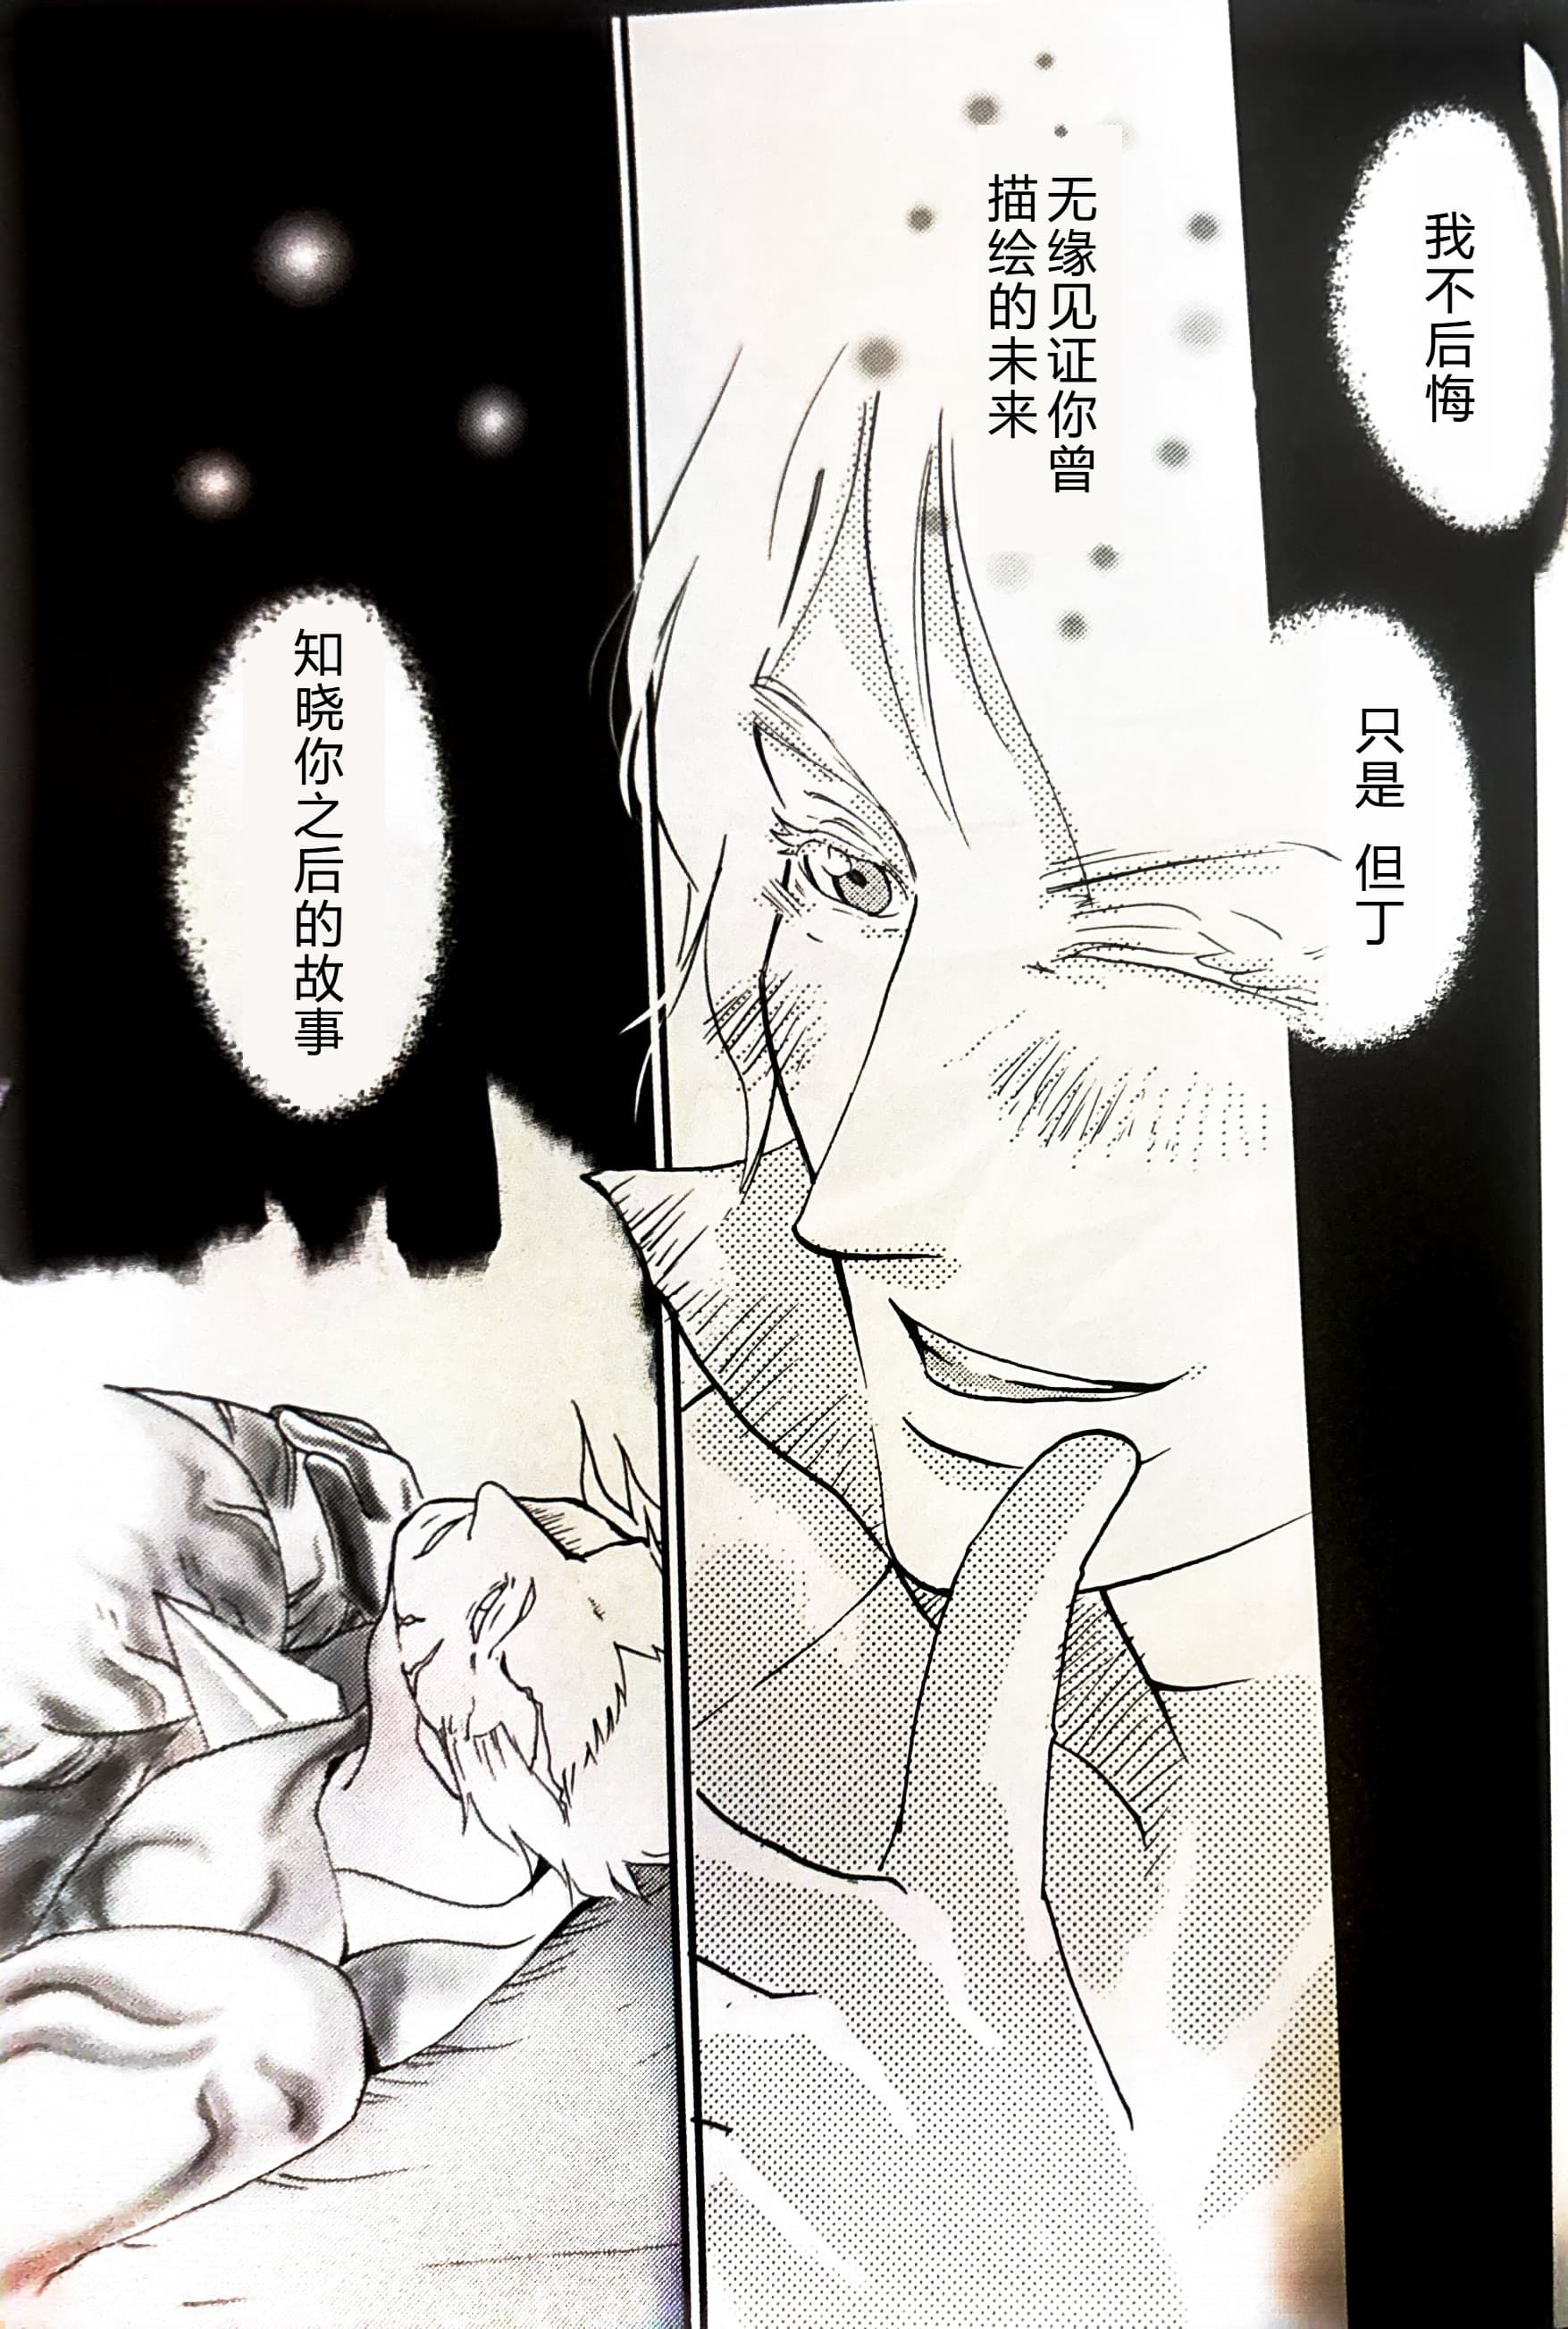 我不后悔
只是 但丁
无缘见证你曾
描绘的未来
知晓你之后的故事